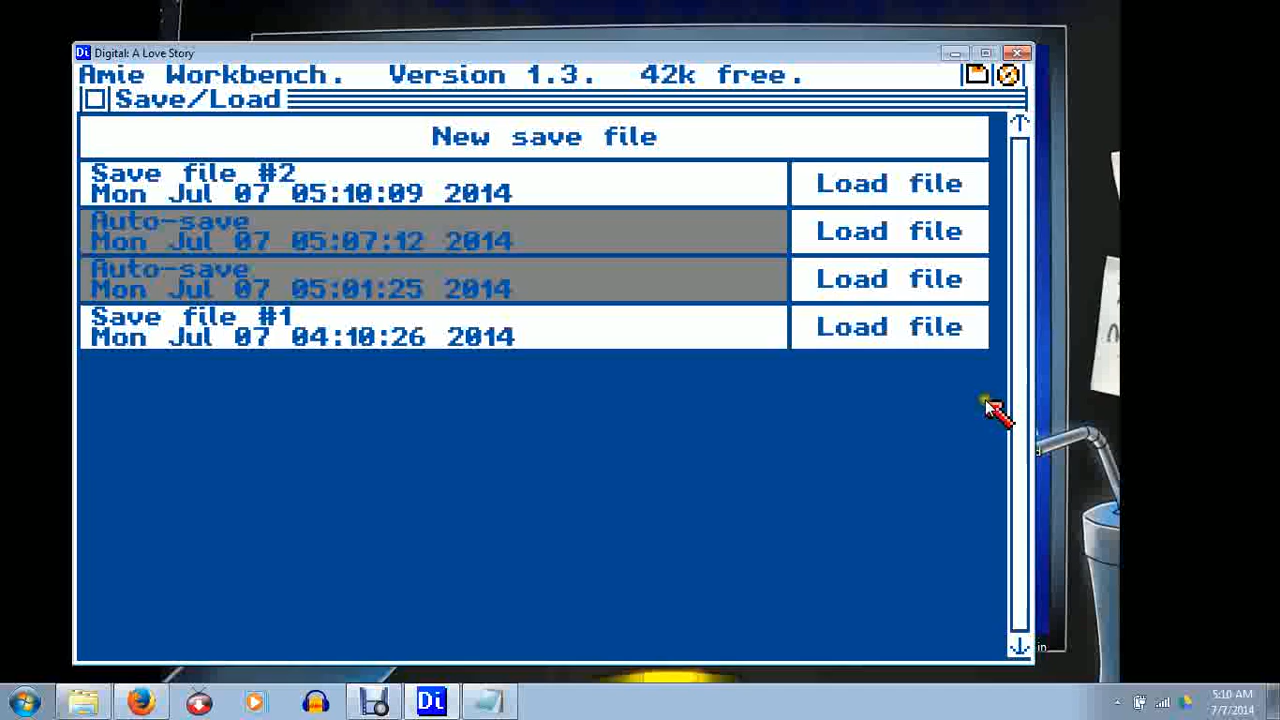 Di Digital: A Love Story
Amie Workbench. Version 1.3. 42k free.
Save/Load
New save file
Save file #2
Mon Jul 07 05:10:09 2014
Load file
Auto-save
Mon Jul 07 05:07:12 2014
Load file
Auto-save
Mon Jul 07 05:01:25 2014
Load file
Save file #1
Mon Jul 07 04:10:26 2014
Load file
in
Di
5:10 AM
7/7/2014